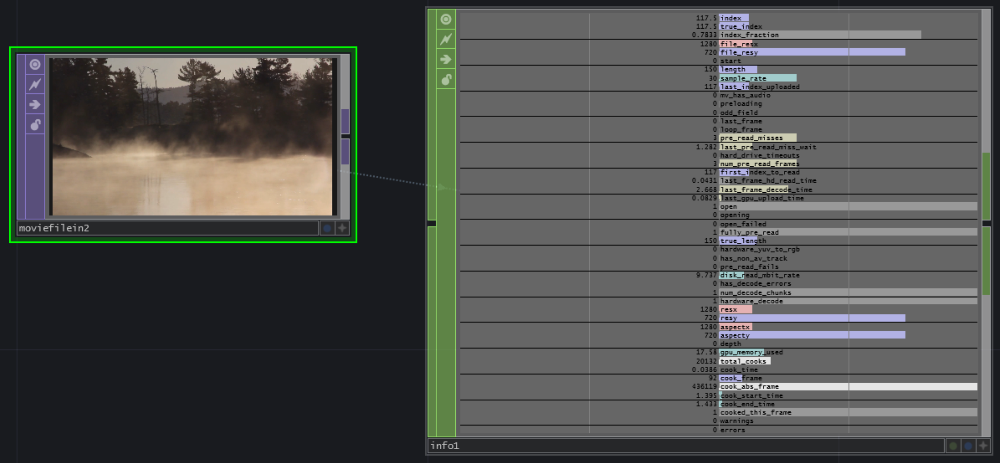 moviefilein2
117.5 index
117.5 true_index
0.7833 index_fraction
1280 file_resx
720 file_resy
0 start
150 length
30 sample_rate
117 last_index_uploaded
0 mv_has_audio
0 preloading
0 odd_field
0 last_frame
0 loop_frame
3 pre_read_misses
1.282 last_pre_read_miss_wait
0 hard_drive_timeouts
3 num_pre_read_frames
117 first_index_to_read
0.0431 last_frame_hd_read_time
2.668 last_frame_decode_time
0.0829 last_gpu_upload_time
1 open
0 opening
0 open_failed
1 fully_pre_read
150 true_length
0 hardware_yuv_to_rgb
0 has_non_av_track
0 pre_read_fails
9.737 disk_read_mbit_rate
0 has_decode_errors
1 num_decode_chunks
1 hardware_decode
1280 resx
720 resy
1280 aspectx
720 aspecty
0 depth
17.58 gpu_memory_used
20132 total_cooks
0.0386 cook_time
92 cook_frame
436119 cook_abs_frame
1.395 cook_start_time
1.433 cook_end_time
1 cooked_this_frame
0 warnings
0 errors
info1